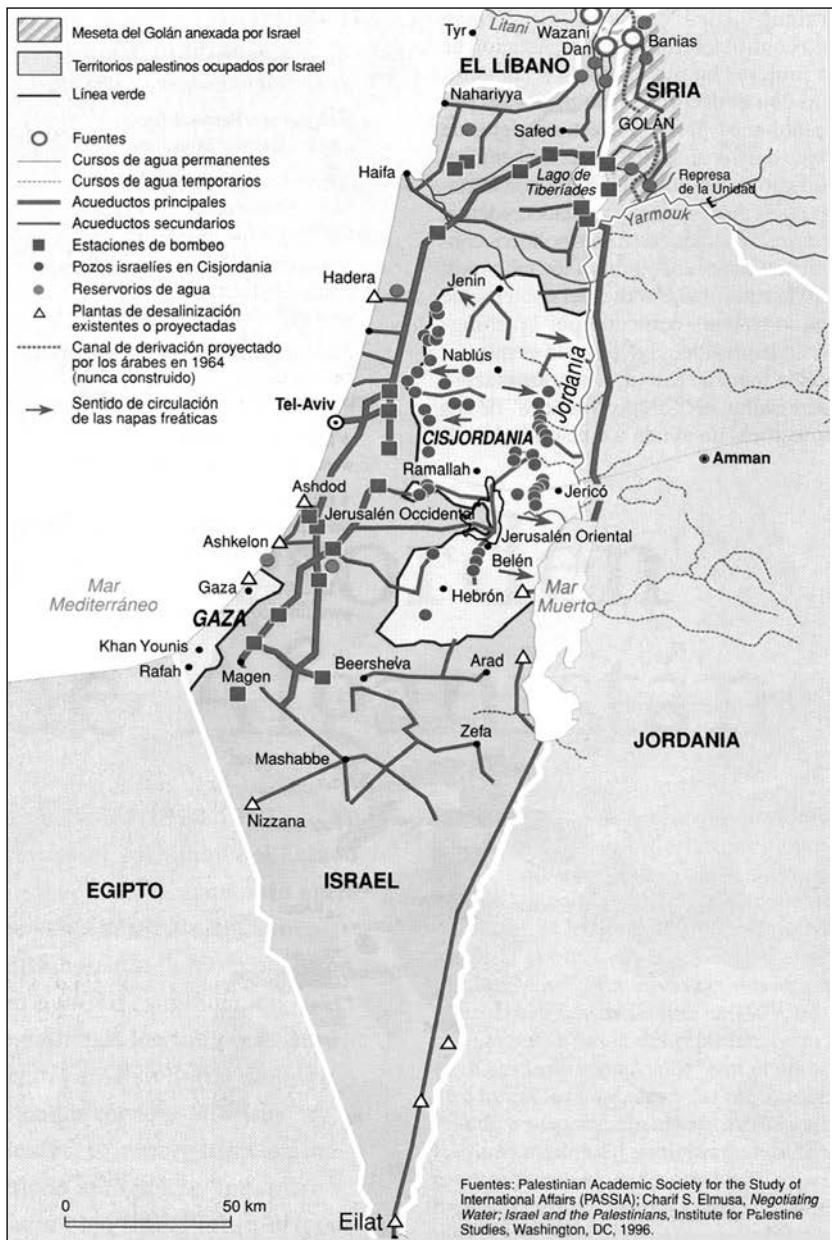 Meseta del Golán anexada por Israel
Territorios palestinos ocupados por Israel
Línea verde
Fuentes
Cursos de agua permanentes
Cursos de agua temporarios
Acueductos principales
Acueductos secundarios
Estaciones de bombeo
Pozos israelíes en Cisjordania
Reservorios de agua
Plantas de desalinización
existentes o proyectadas
Canal de derivación proyectado
por los árabes en 1964
(nunca construido)
Sentido de circulación
de las napas freáticas
Litani
Tyr
Wazani
Dan
Banias
EL LÍBANO
SIRIA
Nahariyya
GOLÁN
Safed
Haifa
Lago de
Tiberíades
Represa
de la Unidad
Yarmouk
Hadera
Jenin
Nablús
Jordania
Tel-Aviv
CISJORDANIA
Ramallah
Amman
Ashdod
Jericó
Jerusalén Occidental
Ashkelon
Jerusalén Oriental
Belén
Mar
Mediterráneo
Gaza
Hebrón
Mar
Muerto
GAZA
Khan Younis
Rafah
Magen
Beersheva
Arad
Zefa
Mashabbe
JORDANIA
Nizzana
EGIPTO
ISRAEL
Eilat
0
50 km
Fuentes: Palestinian Academic Society for the Study of
International Affairs (PASSIA); Charif S. Elmusa, Negotiating
Water; Israel and the Palestinians, Institute for Palestine
Studies, Washington, DC, 1996.